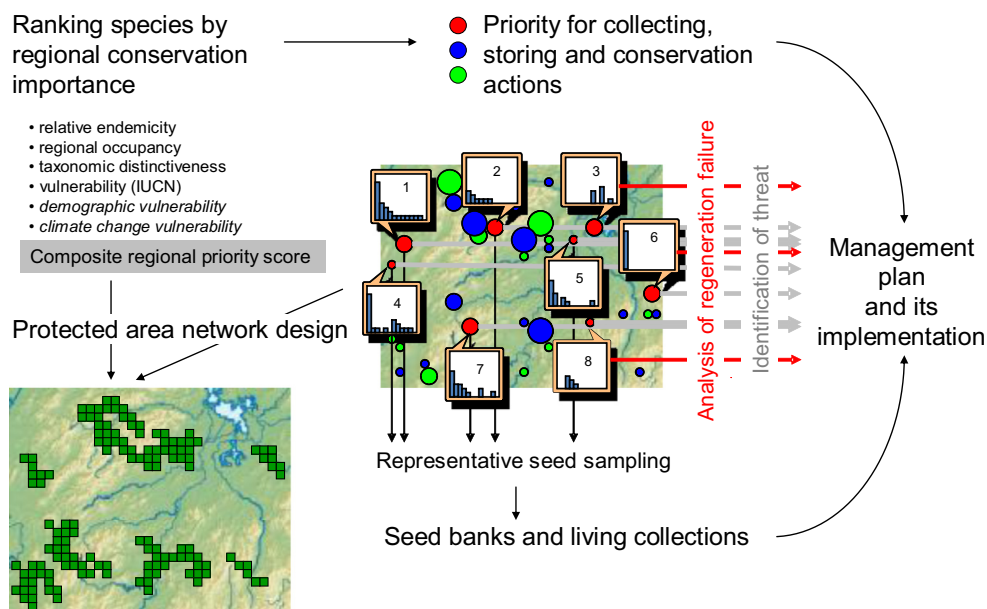 Ranking species by
regional conservation
importance
Priority for collecting,
storing and conservation
actions
• relative endemicity
• regional occupancy
• taxonomic distinctiveness
• vulnerability (IUCN)
• demographic vulnerability
• climate change vulnerability
Composite regional priority score
1
2
3
4
5
6
7
8
Analysis of regeneration failure
Identification of threat
Management
plan
and its
implementation
Protected area network design
Representative seed sampling
Seed banks and living collections